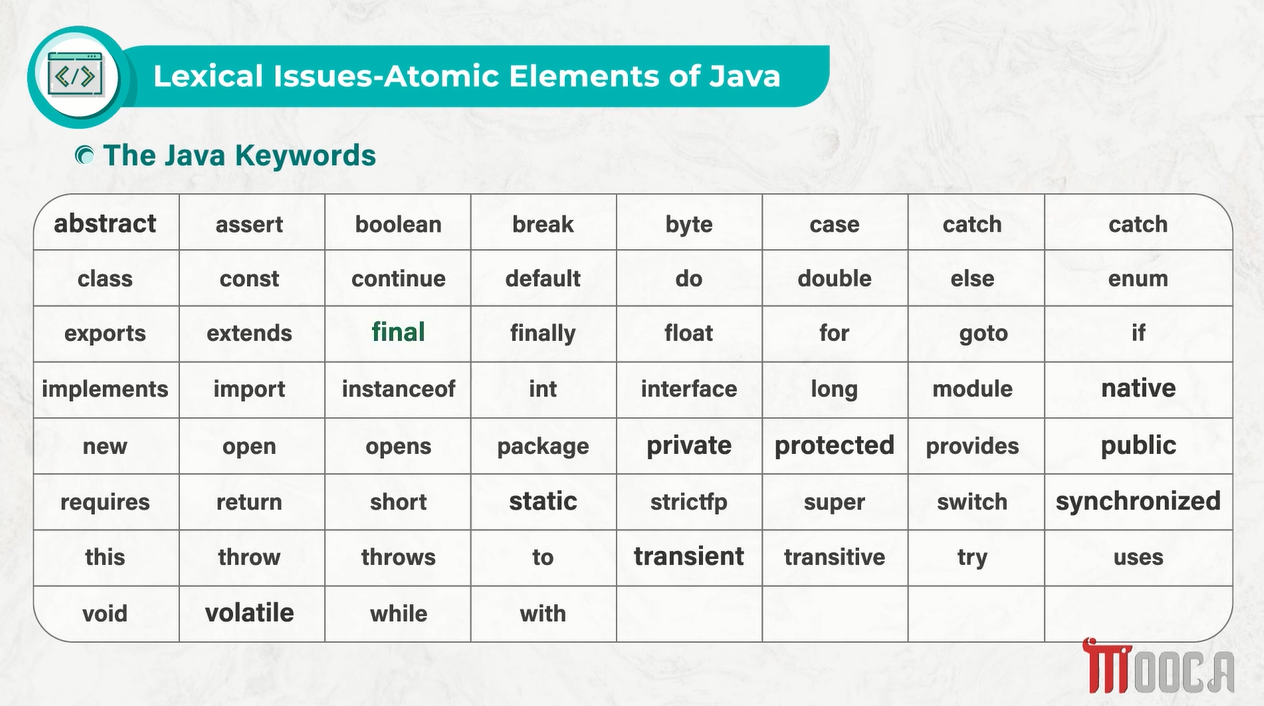 Lexical Issues-Atomic Elements of Java
The Java Keywords
abstract assert boolean break byte case catch catch
class const continue default do double else enum
exports extends final finally float for goto if
implements import instanceof int interface long module native
new open opens package private protected provides public
requires return short static strictfp super switch synchronized
this throw throws to transient transitive try uses
void volatile while with
MOOCA